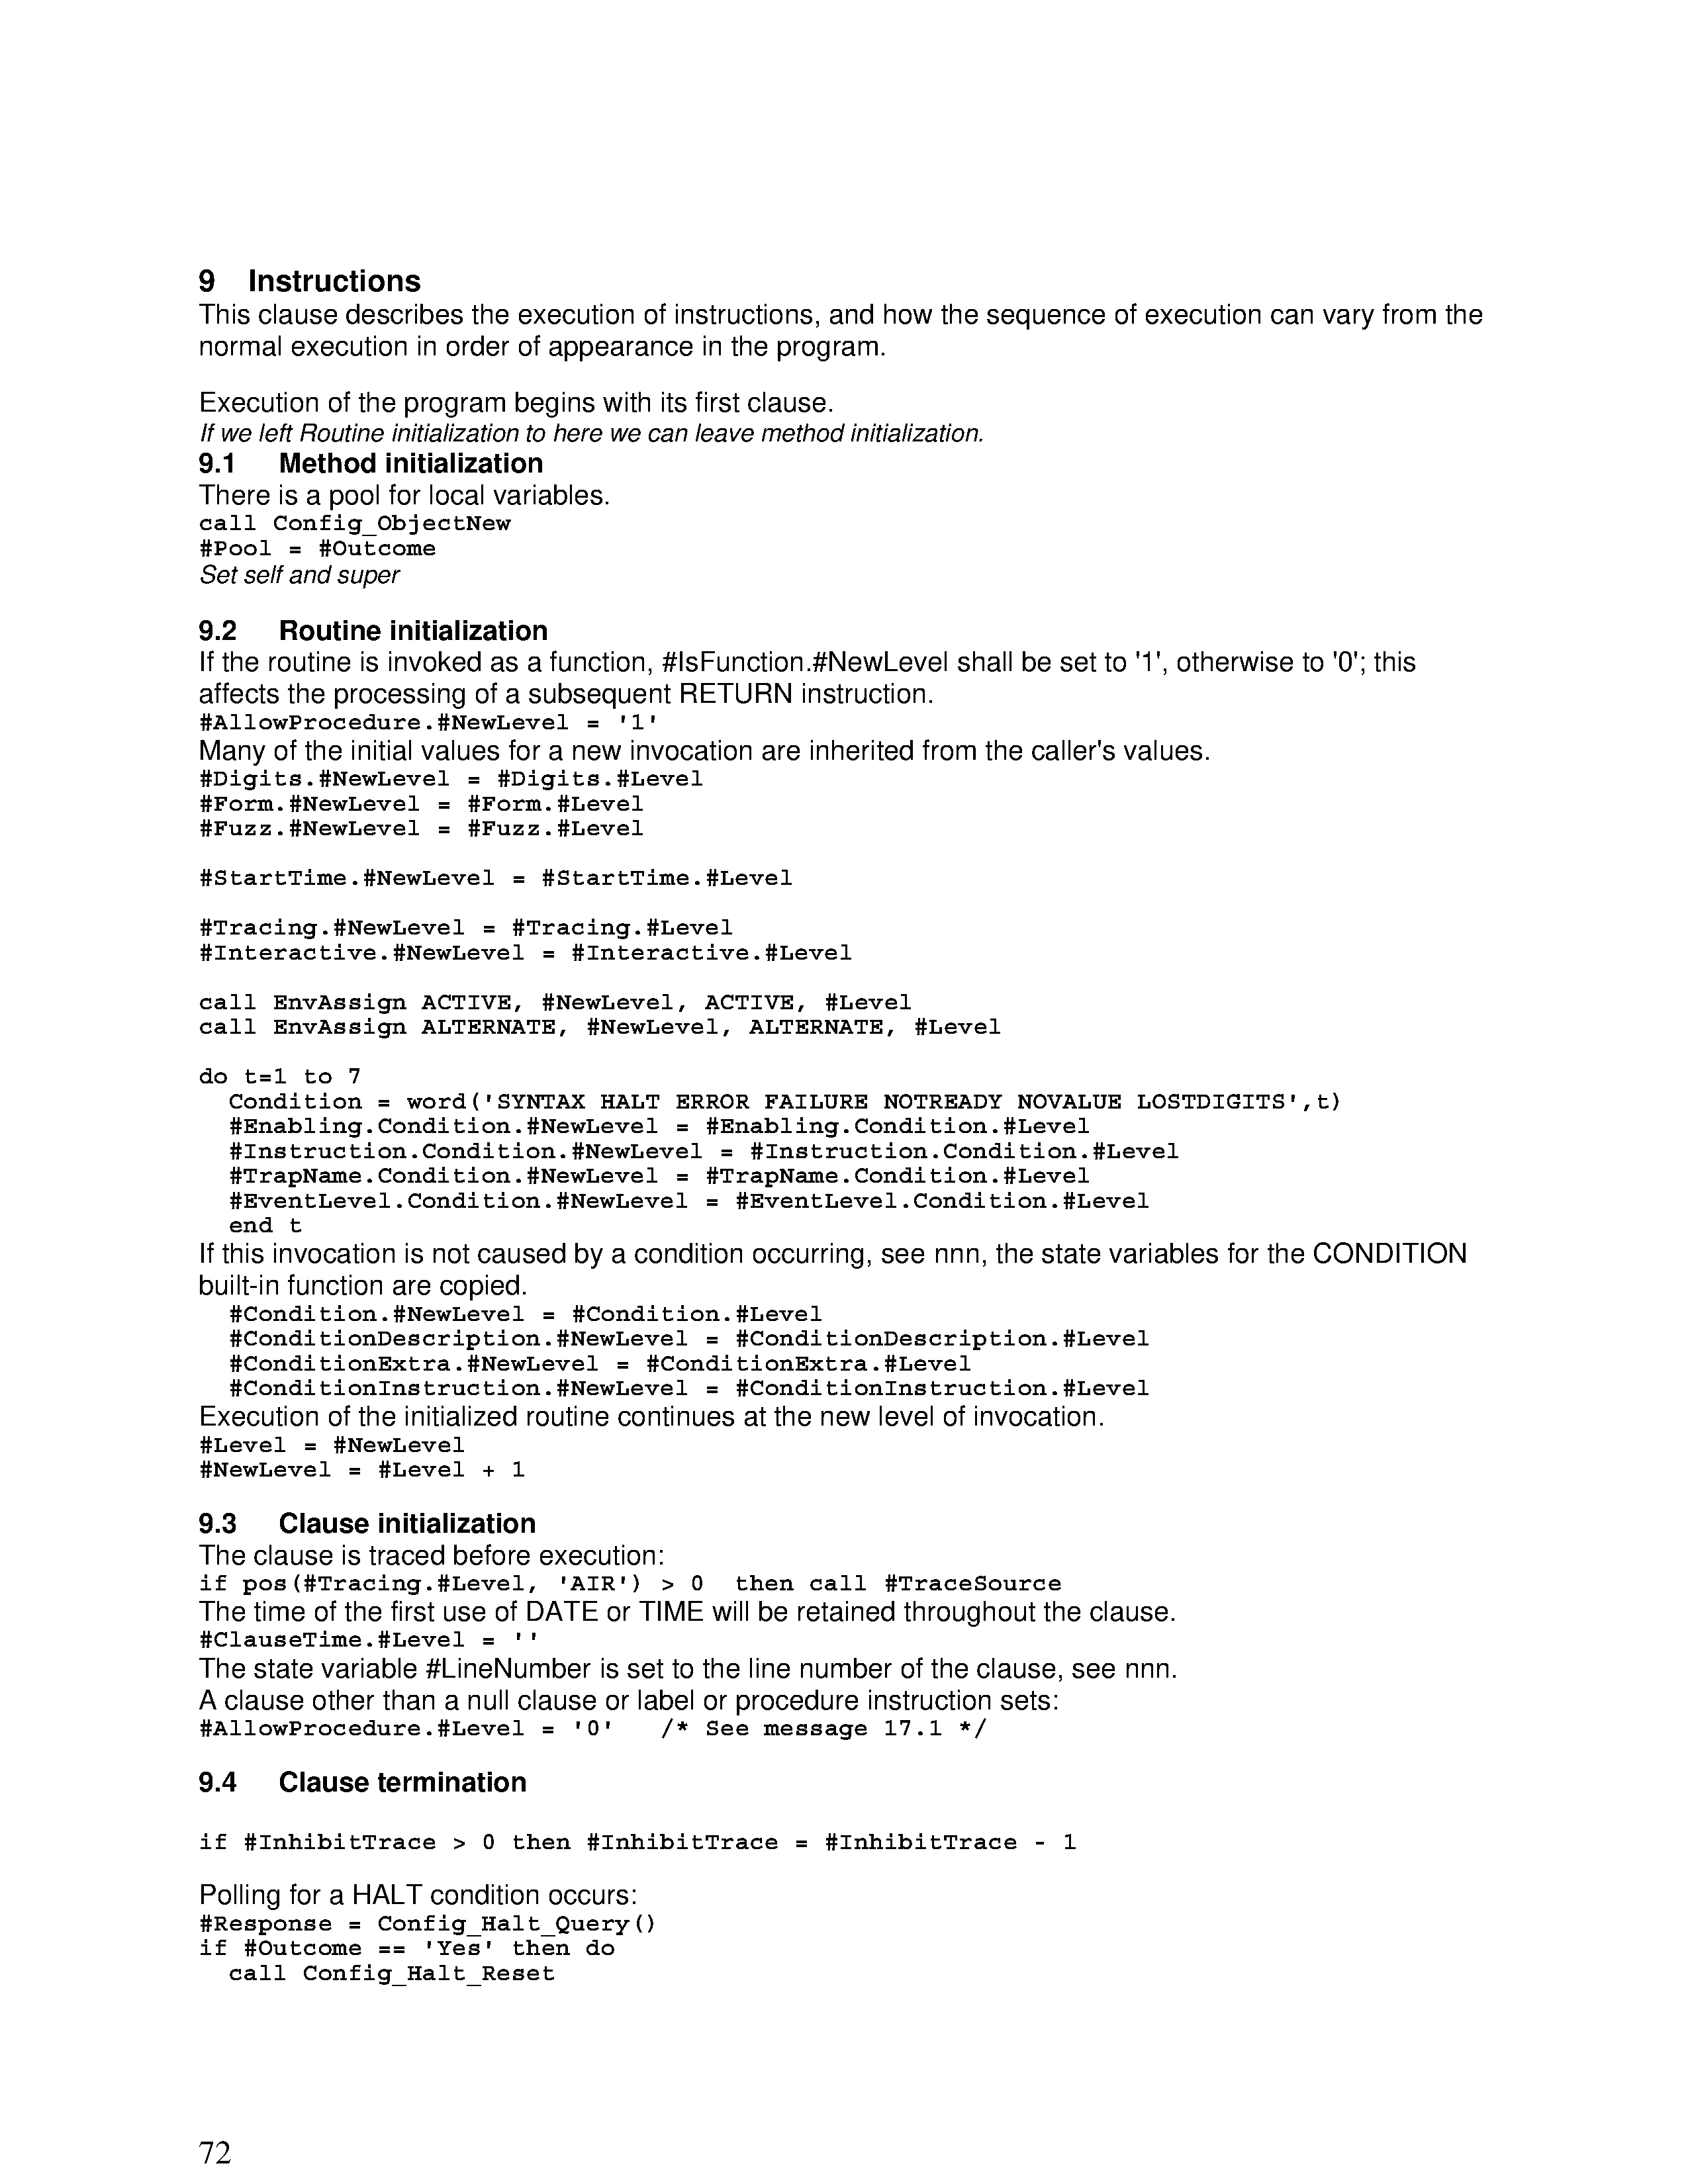 9 Instructions
This clause describes the execution of instructions, and how the sequence of execution can vary from the
normal execution in order of appearance in the program.
Execution of the program begins with its first clause.
If we left Routine initialization to here we can leave method initialization.
9.1 Method initialization
There is a pool for local variables.
call Config_ObjectNew
#Pool = #Outcome
Set self and super
9.2 Routine initialization
If the routine is invoked as a function, #IsFunction.#NewLevel shall be set to '1', otherwise to '0'; this
affects the processing of a subsequent RETURN instruction.
#AllowProcedure.#NewLevel = '1'
Many of the initial values for a new invocation are inherited from the caller's values.
#Digits.#NewLevel = #Digits.#Level
#Form.#NewLevel = #Form.#Level
#Fuzz.#NewLevel = #Fuzz.#Level
#StartTime.#NewLevel = #StartTime.#Level
#Tracing.#NewLevel = #Tracing.#Level
#Interactive.#NewLevel = #Interactive.#Level
call EnvAssign ACTIVE, #NewLevel, ACTIVE, #Level
call EnvAssign ALTERNATE, #NewLevel, ALTERNATE, #Level
do t=1 to 7
  Condition = word('SYNTAX HALT ERROR FAILURE NOTREADY NOVALUE LOSTDIGITS',t)
  #Enabling.Condition.#NewLevel = #Enabling.Condition.#Level
  #Instruction.Condition.#NewLevel = #Instruction.Condition.#Level
  #TrapName.Condition.#NewLevel = #TrapName.Condition.#Level
  #EventLevel.Condition.#NewLevel = #EventLevel.Condition.#Level
  end t
If this invocation is not caused by a condition occurring, see nnn, the state variables for the CONDITION
built-in function are copied.
  #Condition.#NewLevel = #Condition.#Level
  #ConditionDescription.#NewLevel = #ConditionDescription.#Level
  #ConditionExtra.#NewLevel = #ConditionExtra.#Level
  #ConditionInstruction.#NewLevel = #ConditionInstruction.#Level
Execution of the initialized routine continues at the new level of invocation.
#Level = #NewLevel
#NewLevel = #Level + 1
9.3 Clause initialization
The clause is traced before execution:
if pos(#Tracing.#Level, 'AIR') > 0  then call #TraceSource
The time of the first use of DATE or TIME will be retained throughout the clause.
#ClauseTime.#Level = ''
The state variable #LineNumber is set to the line number of the clause, see nnn.
A clause other than a null clause or label or procedure instruction sets:
#AllowProcedure.#Level = '0'   /* See message 17.1 */
9.4 Clause termination
if #InhibitTrace > 0 then #InhibitTrace = #InhibitTrace - 1
Polling for a HALT condition occurs:
#Response = Config_Halt_Query()
if #Outcome == 'Yes' then do
  call Config_Halt_Reset
72